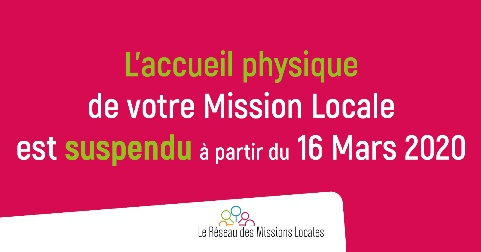 L'accueil physique
de votre Mission Locale
est suspendu à partir du 16 Mars 2020
Le Réseau des Missions Locales